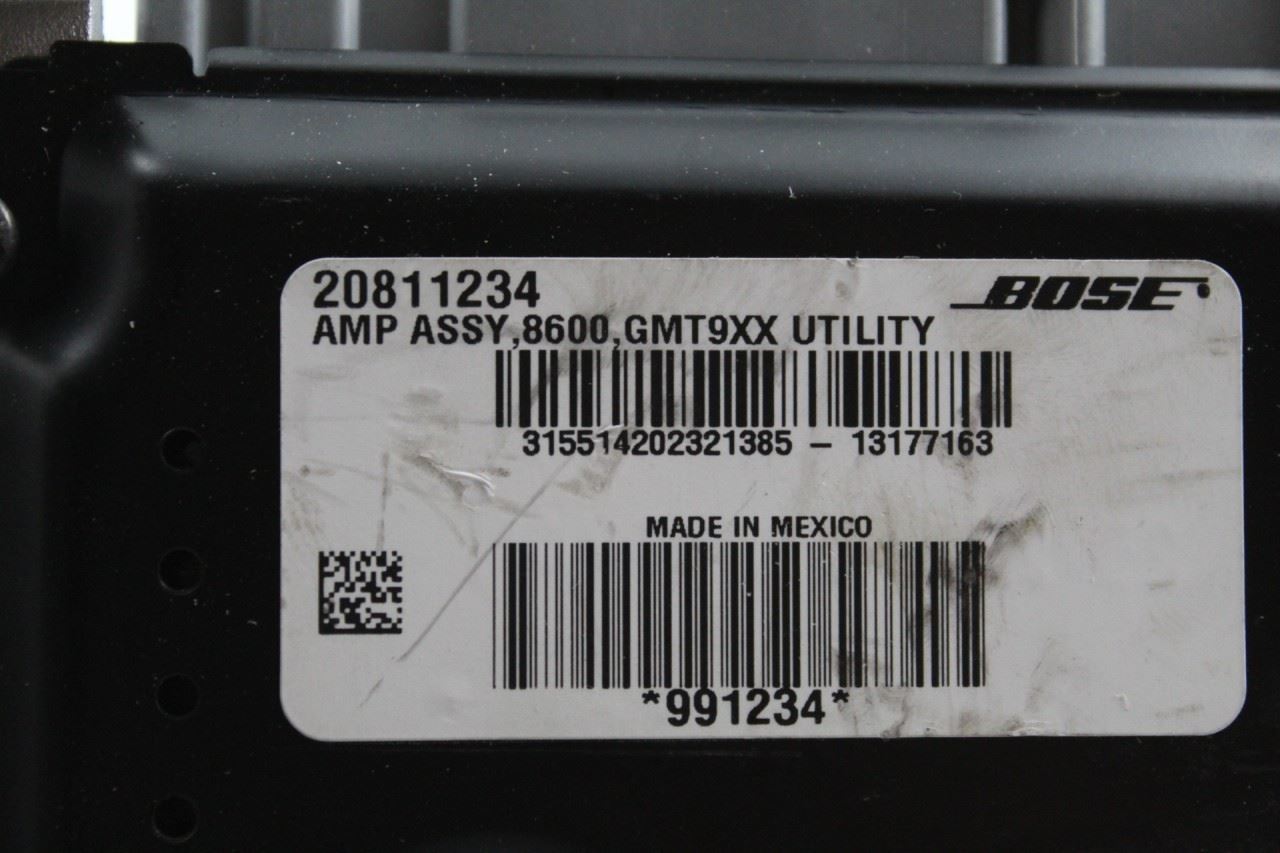 20811234
BOSE
AMP ASSY,8600,GMT9XX UTILITY
315514202321385 – 13177163
MADE IN MEXICO
*991234*